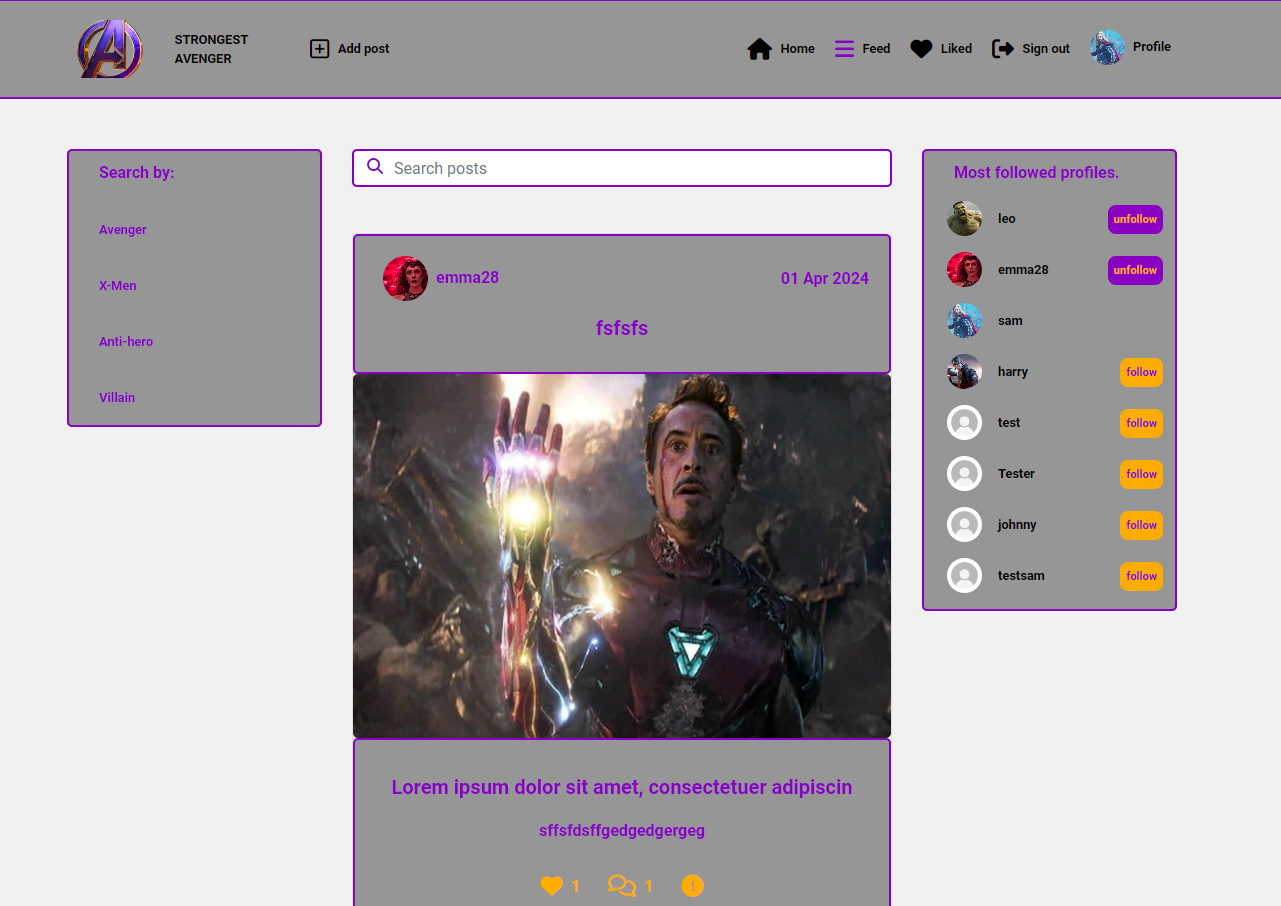 STRONGEST
AVENGER
Add post
Home
Feed
Liked
Sign out
Profile
Search by:
Avenger
X-Men
Anti-hero
Villain
Search posts
emma28
01 Apr 2024
fsfsfs
Lorem ipsum dolor sit amet, consectetuer adipiscin
sffsfdsffgedgedgergeg
1
1
Most followed profiles.
leo
unfollow
emma28
unfollow
sam
harry
follow
test
follow
Tester
follow
johnny
follow
testsam
follow